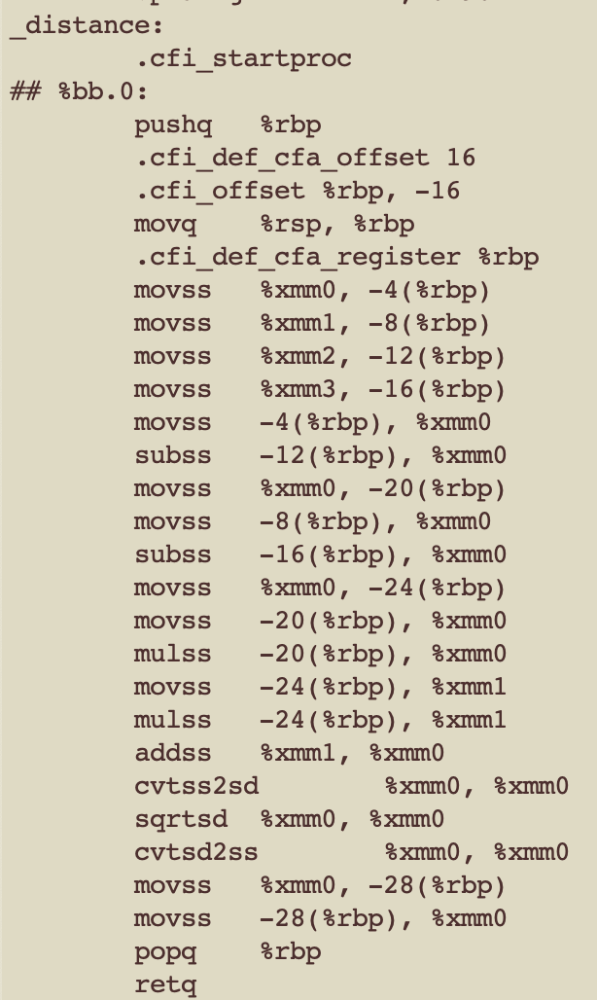 _distance:
.cfi_startproc
## %bb.0:
pushq %rbp
.cfi_def_cfa_offset 16
.cfi_offset %rbp, -16
movq %rsp, %rbp
.cfi_def_cfa_register %rbp
movss %xmm0, -4(%rbp)
movss %xmm1, -8(%rbp)
movss %xmm2, -12(%rbp)
movss %xmm3, -16(%rbp)
movss -4(%rbp), %xmm0
subss -12(%rbp), %xmm0
movss %xmm0, -20(%rbp)
movss -8(%rbp), %xmm0
subss -16(%rbp), %xmm0
movss %xmm0, -24(%rbp)
movss -20(%rbp), %xmm0
mulss -20(%rbp), %xmm0
movss -24(%rbp), %xmm1
mulss -24(%rbp), %xmm1
addss %xmm1, %xmm0
cvtss2sd %xmm0, %xmm0
sqrtsd %xmm0, %xmm0
cvtsd2ss %xmm0, %xmm0
movss %xmm0, -28(%rbp)
movss -28(%rbp), %xmm0
popq %rbp
retq